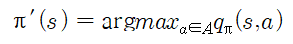 π′(s) = argmax_{a∈A} q_π(s,a)